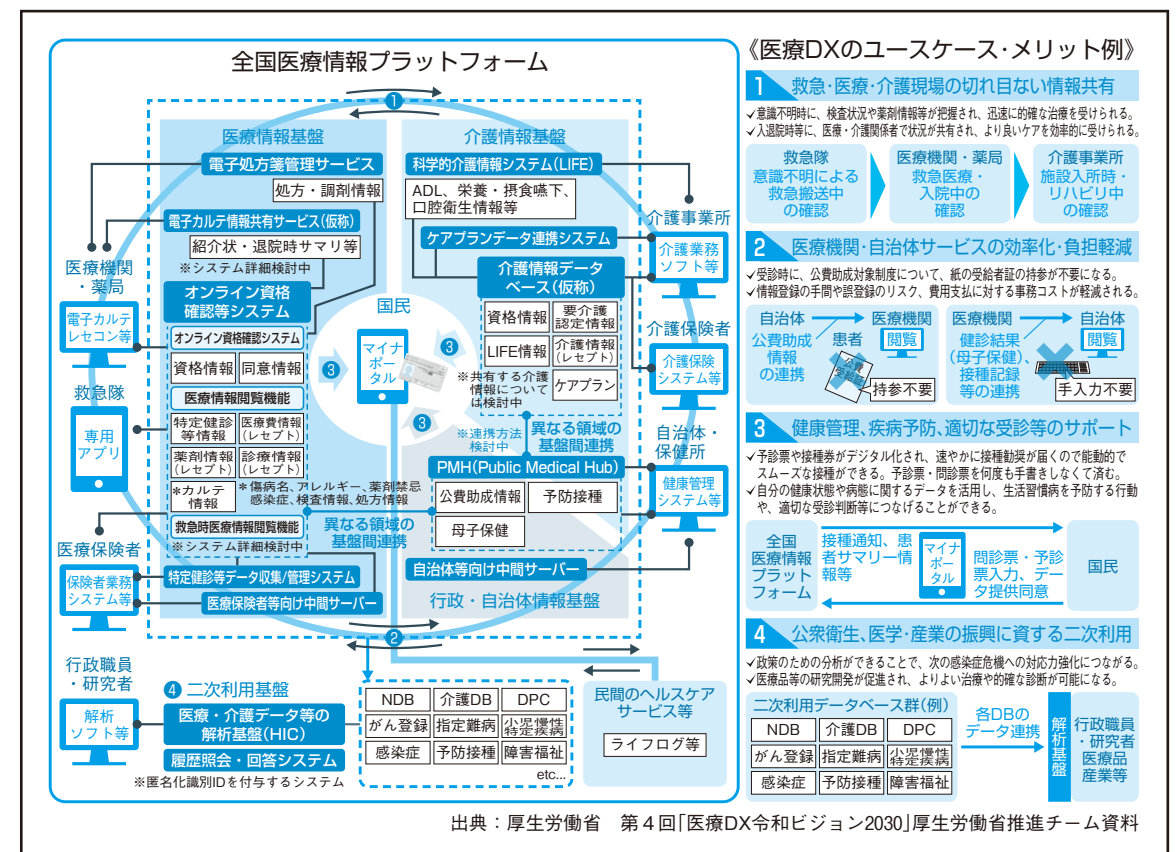 全国医療情報プラットフォーム
❶
医療情報基盤
電子処方箋管理サービス
処方・調剤情報
電子カルテ情報共有サービス(仮称)
紹介状・退院時サマリ等
※システム詳細検討中
オンライン資格
確認等システム
オンライン資格確認システム
資格情報
同意情報
医療情報閲覧機能
特定健診
等情報
医療費情報
(レセプト)
薬剤情報
(レセプト)
診療情報
(レセプト)
*カルテ
情報
*傷病名、アレルギー、薬剤禁忌
感染症、検査情報、処方情報
救急時医療情報閲覧機能
※システム詳細検討中
特定健診等データ収集/管理システム
医療保険者等向け中間サーバー
医療機関
・薬局
電子カルテ
レセコン等
救急隊
専用
アプリ
医療保険者
保険者業務
システム等
国民
マイナ
ポー
タル
❸
❸
❸
介護情報基盤
科学的介護情報システム(LIFE)
ADL、栄養・摂食嚥下、
口腔衛生情報等
ケアプランデータ連携システム
介護情報データ
ベース(仮称)
資格情報
要介護
認定情報
LIFE情報
介護情報
(レセプト)
※共有する介護
情報について
は検討中
ケアプラン
※連携方法
検討中
異なる領域の
基盤間連携
PMH(Public Medical Hub)
公費助成情報
予防接種
母子保健
異なる領域の
基盤間連携
自治体等向け中間サーバー
行政・自治体情報基盤
介護事業所
介護業務
ソフト等
介護保険者
介護保険
システム等
自治体・
保健所
健康管理
システム等
❷
行政職員
・研究者
解析
ソフト等
❹ 二次利用基盤
医療・介護データ等の
解析基盤(HIC)
履歴照会・回答システム
※匿名化識別IDを付与するシステム
NDB
介護DB
DPC
がん登録
指定難病
小児慢性
特定疾病
感染症
予防接種
障害福祉
etc...
民間のヘルスケア
サービス等
ライフログ等
《医療DXのユースケース・メリット例》
1 救急・医療・介護現場の切れ目ない情報共有
✓意識不明時に、検査状況や薬剤情報等が把握され、迅速に的確な治療を受けられる。
✓入退院時等に、医療・介護関係者で状況が共有され、より良いケアを効率的に受けられる。
救急隊
意識不明による
救急搬送中
の確認
医療機関・薬局
救急医療・
入院中の
確認
介護事業所
施設入所時・
リハビリ中
の確認
2 医療機関・自治体サービスの効率化・負担軽減
✓受診時に、公費助成対象制度について、紙の受給者証の持参が不要になる。
✓情報登録の手間や誤登録のリスク、費用支払に対する事務コストが軽減される。
自治体
公費助成
情報
の連携
患者
公費
受給証
医療機関
閲覧
持参不要
医療機関
健診結果
(母子保健)、
接種記録
等の連携
自治体
閲覧
手入力不要
3 健康管理、疾病予防、適切な受診等のサポート
✓予診票や接種券がデジタル化され、速やかに接種勧奨が届くので能動的で
スムーズな接種ができる。予診票・問診票を何度も手書きしなくて済む。
✓自分の健康状態や病態に関するデータを活用し、生活習慣病を予防する行動
や、適切な受診判断等につなげることができる。
全国
医療情報
プラット
フォーム
接種通知、患
者サマリー情
報等
マイナ
ポー
タル
問診票・予診
票入力、デー
タ提供同意
国民
4 公衆衛生、医学・産業の振興に資する二次利用
✓政策のための分析ができることで、次の感染症危機への対応力強化につながる。
✓医療品等の研究開発が促進され、よりよい治療や的確な診断が可能になる。
二次利用データベース群(例)
NDB
介護DB
DPC
がん登録
指定難病
小児慢性
特定疾病
感染症
予防接種
障害福祉
各DBの
データ連携
解析基盤
行政職員
・研究者
医療品
産業等
出典：厚生労働省 第４回「医療DX令和ビジョン2030」厚生労働省推進チーム資料